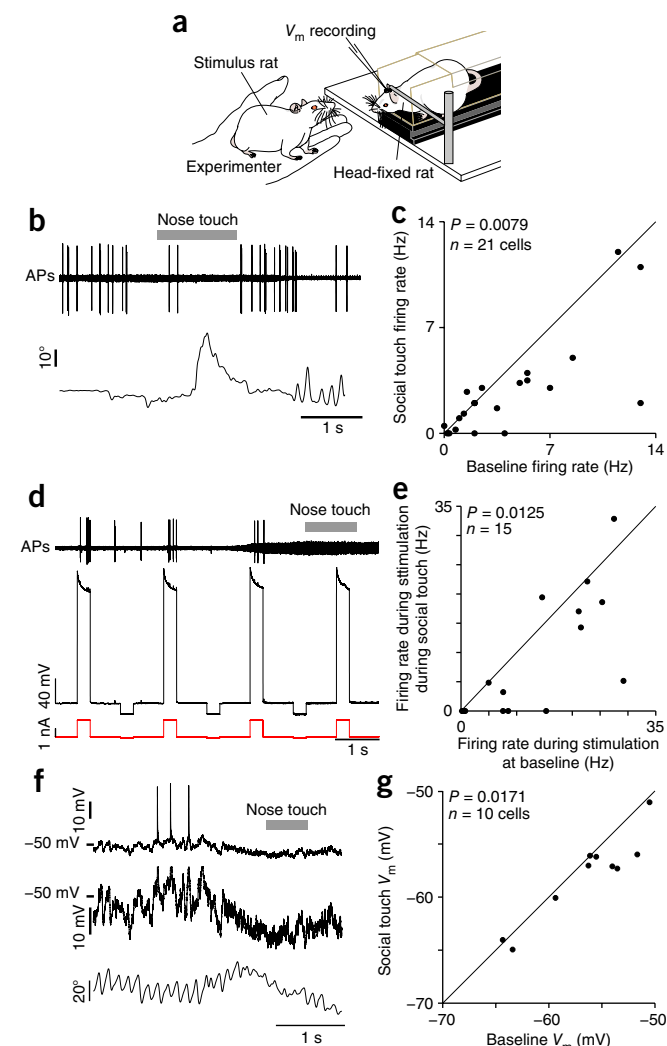 a
V_m recording
Stimulus rat
Experimenter
Head-fixed rat
b
Nose touch
APs
10°
1 s
c
P = 0.0079
n = 21 cells
Social touch firing rate (Hz)
14
7
0
0
7
14
Baseline firing rate (Hz)
d
Nose touch
APs
40 mV
1 nA
1 s
e
P = 0.0125
n = 15
Firing rate during sttimulation
during social touch (Hz)
35
0
0
35
Firing rate during stimulation
at baseline (Hz)
f
10 mV
Nose touch
−50 mV
−50 mV
10 mV
20°
1 s
g
P = 0.0171
n = 10 cells
Social touch V_m (mV)
−50
−60
−70
−70
−60
−50
Baseline V_m (mV)